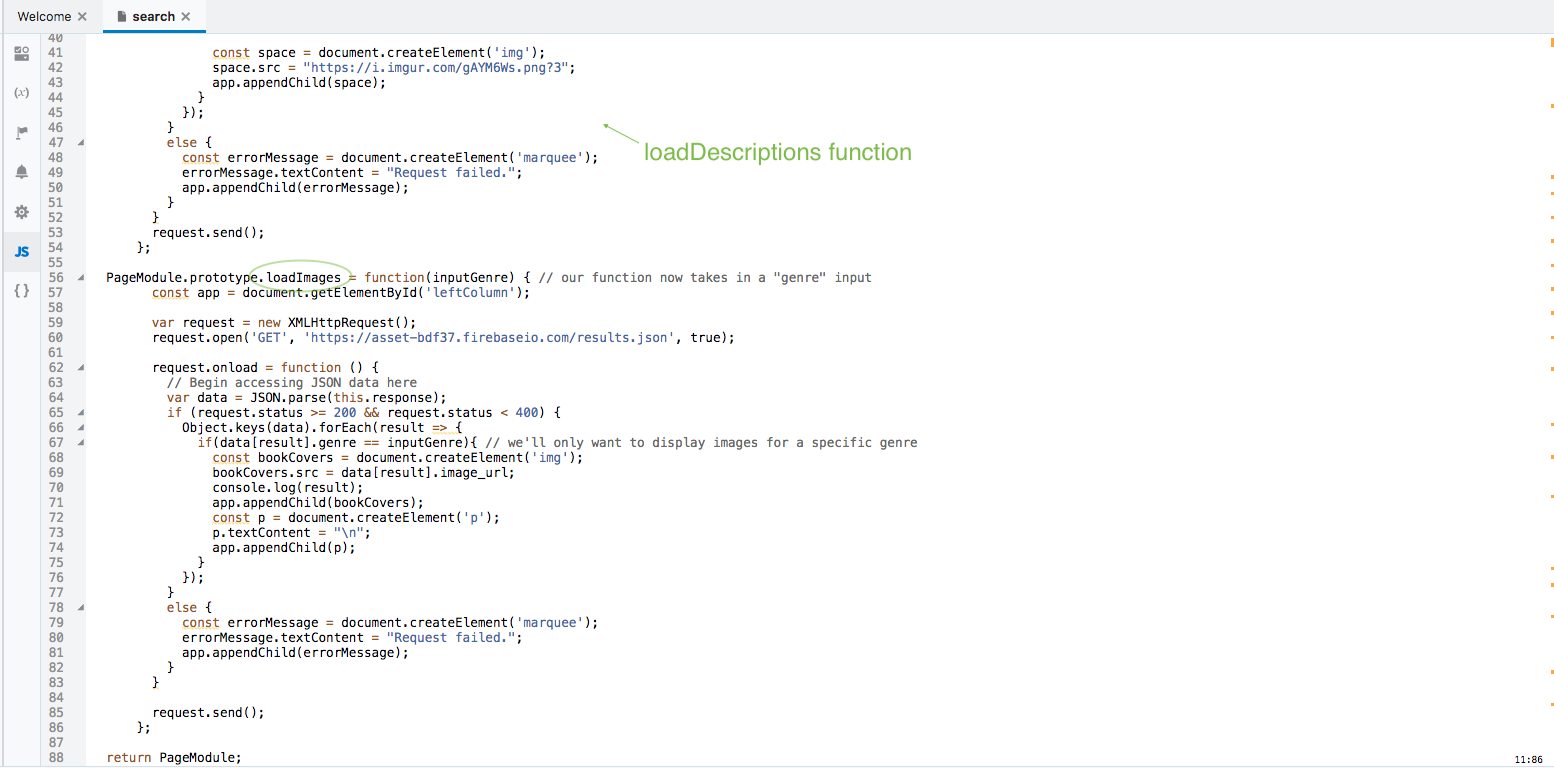 Welcome ✕ search ✕
40
41 const space = document.createElement('img');
42 space.src = "https://i.imgur.com/gAYM6Ws.png?3";
43 app.appendChild(space);
44 }
45 });
46 }
47 else {
48 const errorMessage = document.createElement('marquee');
loadDescriptions function
49 errorMessage.textContent = "Request failed.";
50 app.appendChild(errorMessage);
51 }
52 }
53 request.send();
54 };
JS
55
56 PageModule.prototype.loadImages = function(inputGenre) { // our function now takes in a "genre" input
57 const app = document.getElementById('leftColumn');
{ }
58
59 var request = new XMLHttpRequest();
60 request.open('GET', 'https://asset-bdf37.firebaseio.com/results.json', true);
61
62 request.onload = function () {
63 // Begin accessing JSON data here
64 var data = JSON.parse(this.response);
65 if (request.status >= 200 && request.status < 400) {
66 Object.keys(data).forEach(result => {
67 if(data[result].genre == inputGenre){ // we'll only want to display images for a specific genre
68 const bookCovers = document.createElement('img');
69 bookCovers.src = data[result].image_url;
70 console.log(result);
71 app.appendChild(bookCovers);
72 const p = document.createElement('p');
73 p.textContent = "\n";
74 app.appendChild(p);
75 }
76 });
77 }
78 else {
79 const errorMessage = document.createElement('marquee');
80 errorMessage.textContent = "Request failed.";
81 app.appendChild(errorMessage);
82 }
83 }
84
85 request.send();
86 };
87
88 return PageModule;
11:86
(x)